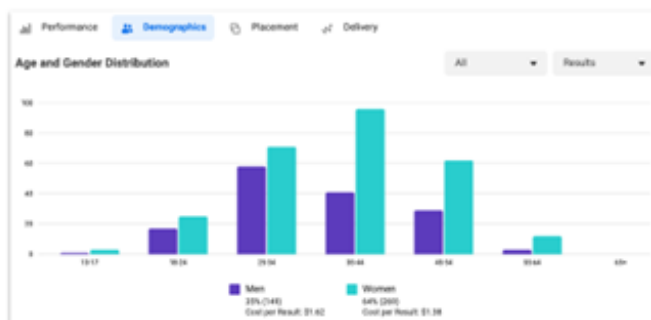 Performance Demographics Placement Delivery
Age and Gender Distribution All Results
100
80
60
40
20
0
13-17 18-24 25-34 35-44 45-54 55-64 65+
Men Women
35% (149) 64% (269)
Cost per Result: $1.62 Cost per Result: $1.38